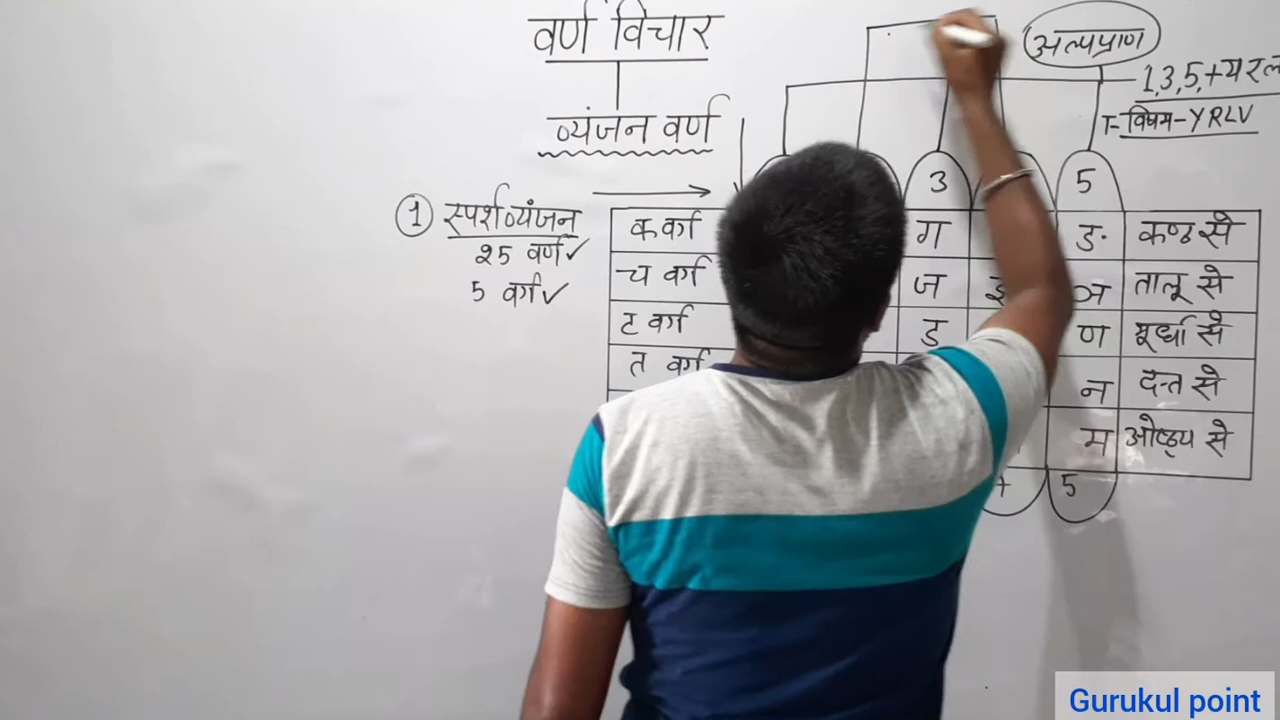 वर्ण विचार
अल्पप्राण
1,3,5,+यरल
व्यंजन वर्ण
T-विषम-YRLV
3 5
① स्पर्शव्यंजन
25 वर्ण✓
5 वर्ग✓
क वर्ग ग ङ कण्ठ से
च वर्ग ज ञ तालू से
ट वर्ग ड ण मूर्ध्दा से
त वर्ग न दन्त से
म ओष्ठ्य से
5
Gurukul point